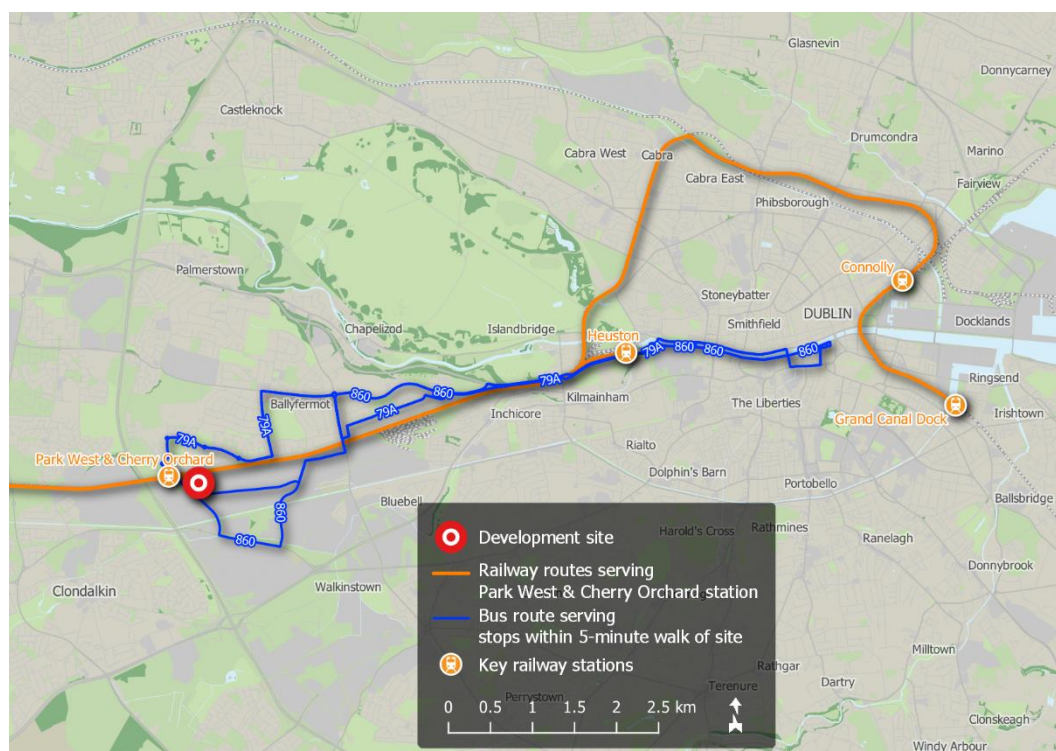 Glasnevin
Donnycarney
Castleknock
Drumcondra
Marino
Cabra West
Cabra
Cabra East
Fairview
Phibsborough
Palmerstown
Connolly
Stoneybatter
Chapelizod
Islandbridge
Smithfield
DUBLIN
Docklands
Heuston
79A
860
860
860
79A
Ringsend
860
860
Ballyfermot
79A
Kilmainham
The Liberties
Inchicore
Grand Canal Dock
Irishtown
79A
79A
Rialto
Park West & Cherry Orchard
Dolphin's Barn
Portobello
Bluebell
Ballsbridge
860
Harold's Cross
Rathmines
Ranelagh
860
Donnybrook
Clondalkin
Walkinstown
Development site
Railway routes serving
Park West & Cherry Orchard station
Bus route serving
stops within 5-minute walk of site
Key railway stations
0 0.5 1 1.5 2 2.5 km
Milltown
Rathgar
Dartry
Perrystown
Terenure
Clonskeagh
Windy Arbour